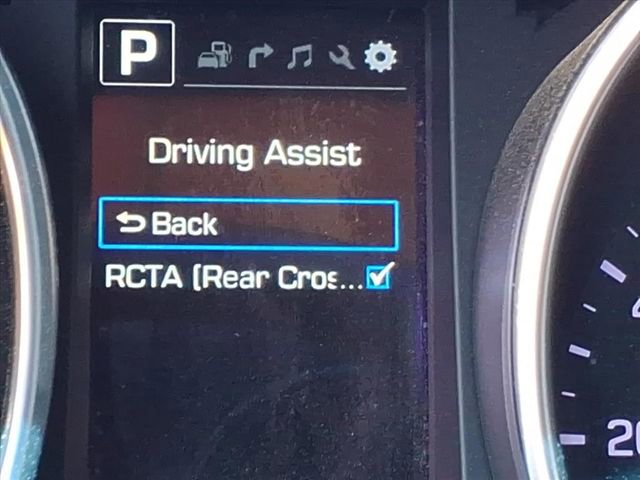 P
Driving Assist
Back
RCTA (Rear Cros...
20